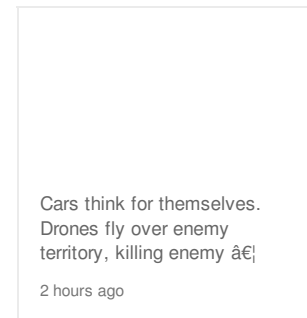 Cars think for themselves.
Drones fly over enemy
territory, killing enemy â€¦
2 hours ago